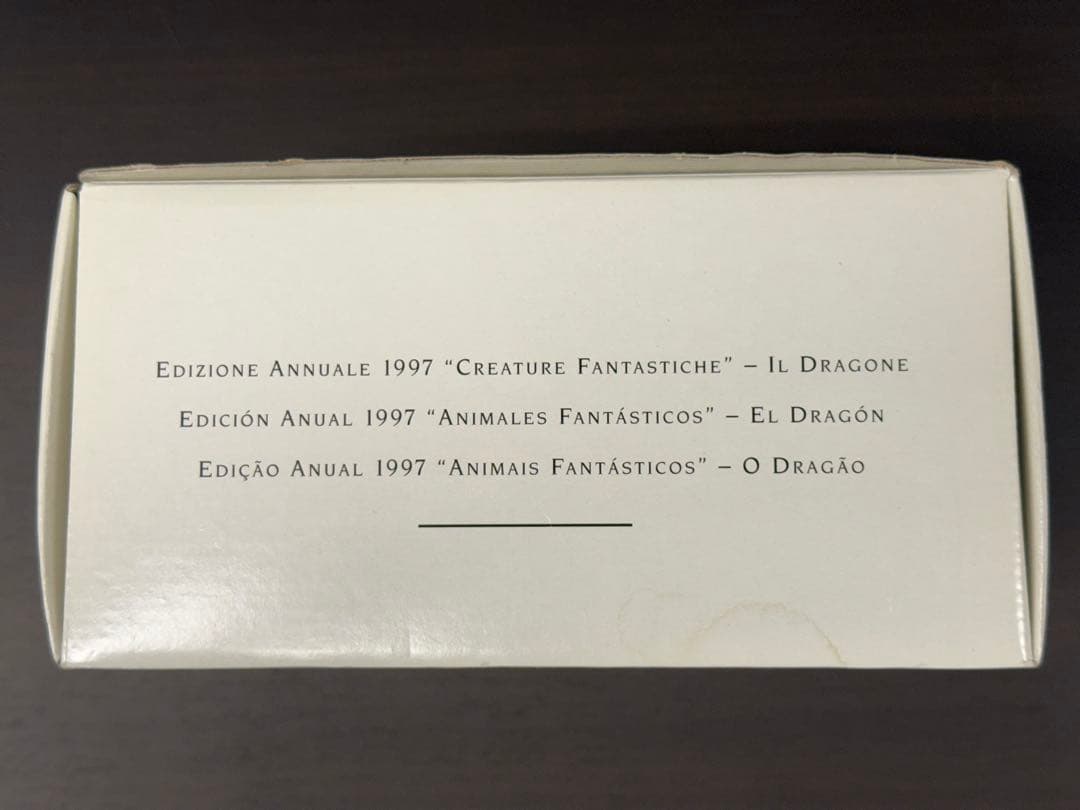 Edizione Annuale 1997 “Creature Fantastiche” – Il Dragone
Edición Anual 1997 “Animales Fantásticos” – El Dragón
Edição Anual 1997 “Animais Fantásticos” – O Dragão